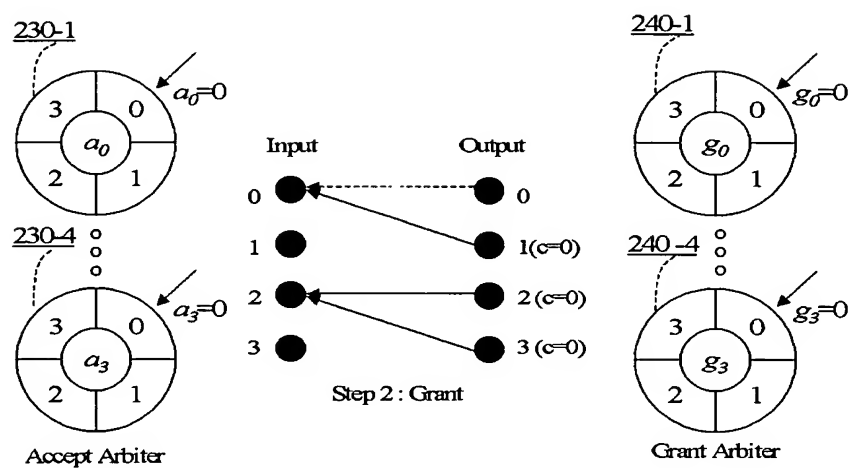 230-1
3 0
a0
2 1
a0=0
230-4
3 0
a3
2 1
a3=0
Accept Arbiter
Input Output
0 0
1 1(c=0)
2 2 (c=0)
3 3 (c=0)
Step 2 : Grant
240-1
3 0
g0
2 1
g0=0
240-4
3 0
g3
2 1
g3=0
Grant Arbiter